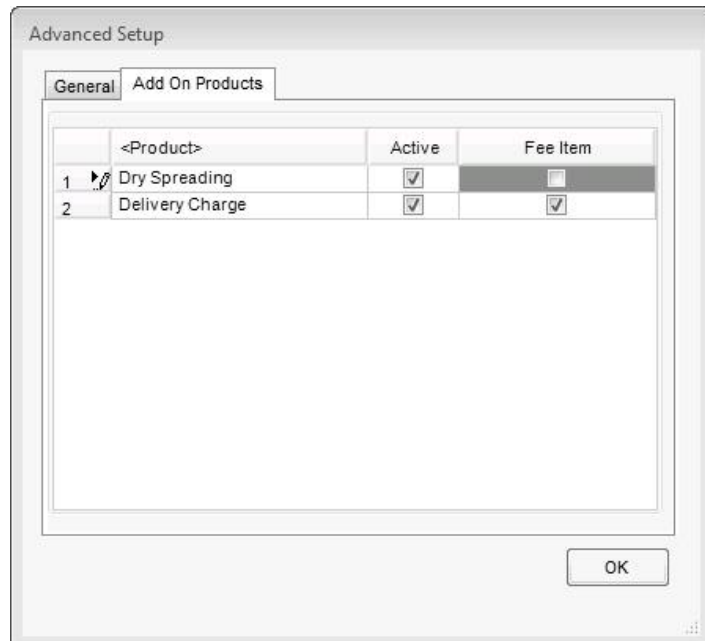 Advanced Setup
General Add On Products
<Product> Active Fee Item
1 Dry Spreading
2 Delivery Charge
OK